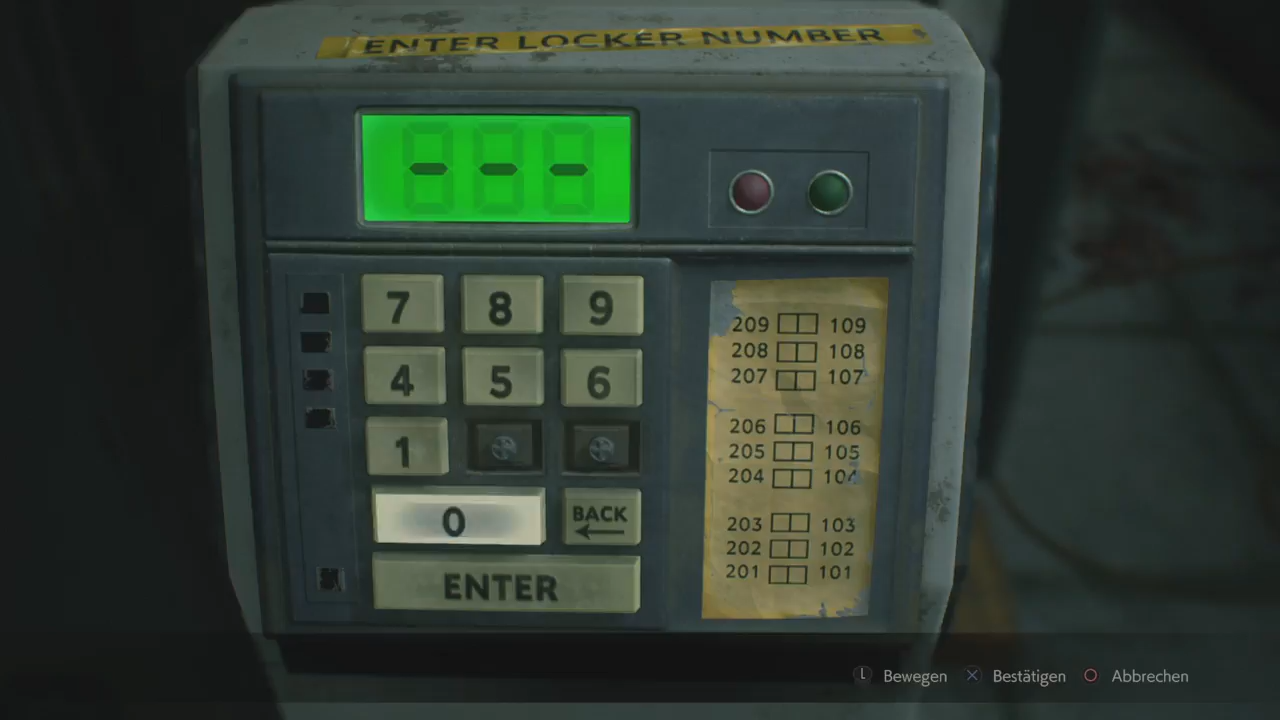 ENTER LOCKER NUMBER
7 8 9
4 5 6
1
0 BACK
ENTER
209 109
208 108
207 107
206 106
205 105
204 104
203 103
202 102
201 101
L Bewegen Bestätigen Abbrechen